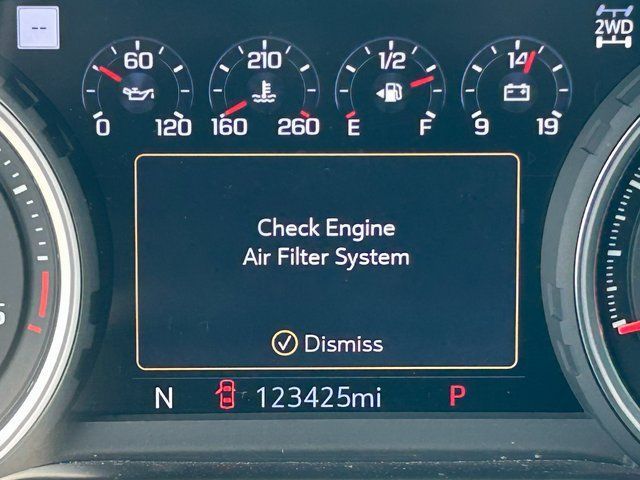 --
2WD
60
210
1/2
14
0 120
160 260
E F
9 19
Check Engine
Air Filter System
Dismiss
N 123425mi P